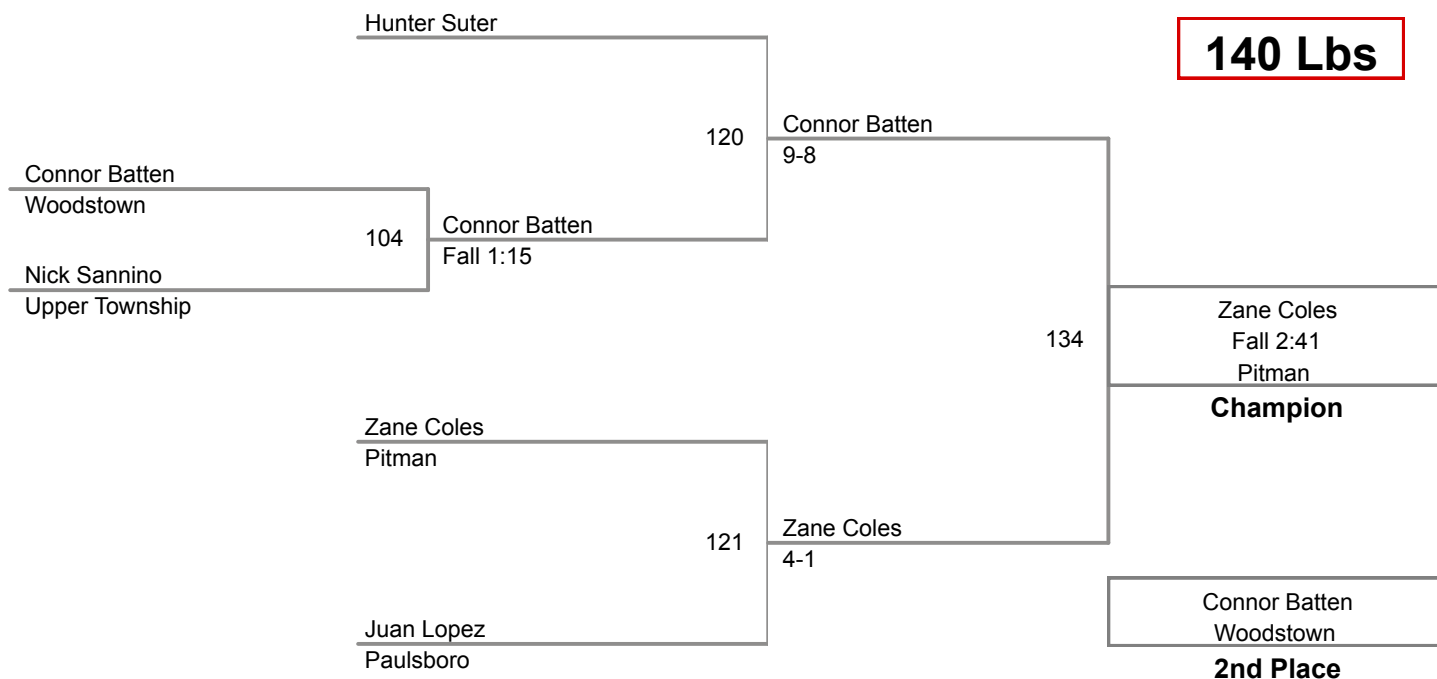 Hunter Suter
140 Lbs
120
Connor Batten
9-8
Connor Batten
Woodstown
104
Connor Batten
Fall 1:15
Nick Sannino
Upper Township
134
Zane Coles
Fall 2:41
Pitman
Champion
Zane Coles
Pitman
121
Zane Coles
4-1
Juan Lopez
Paulsboro
Connor Batten
Woodstown
2nd Place